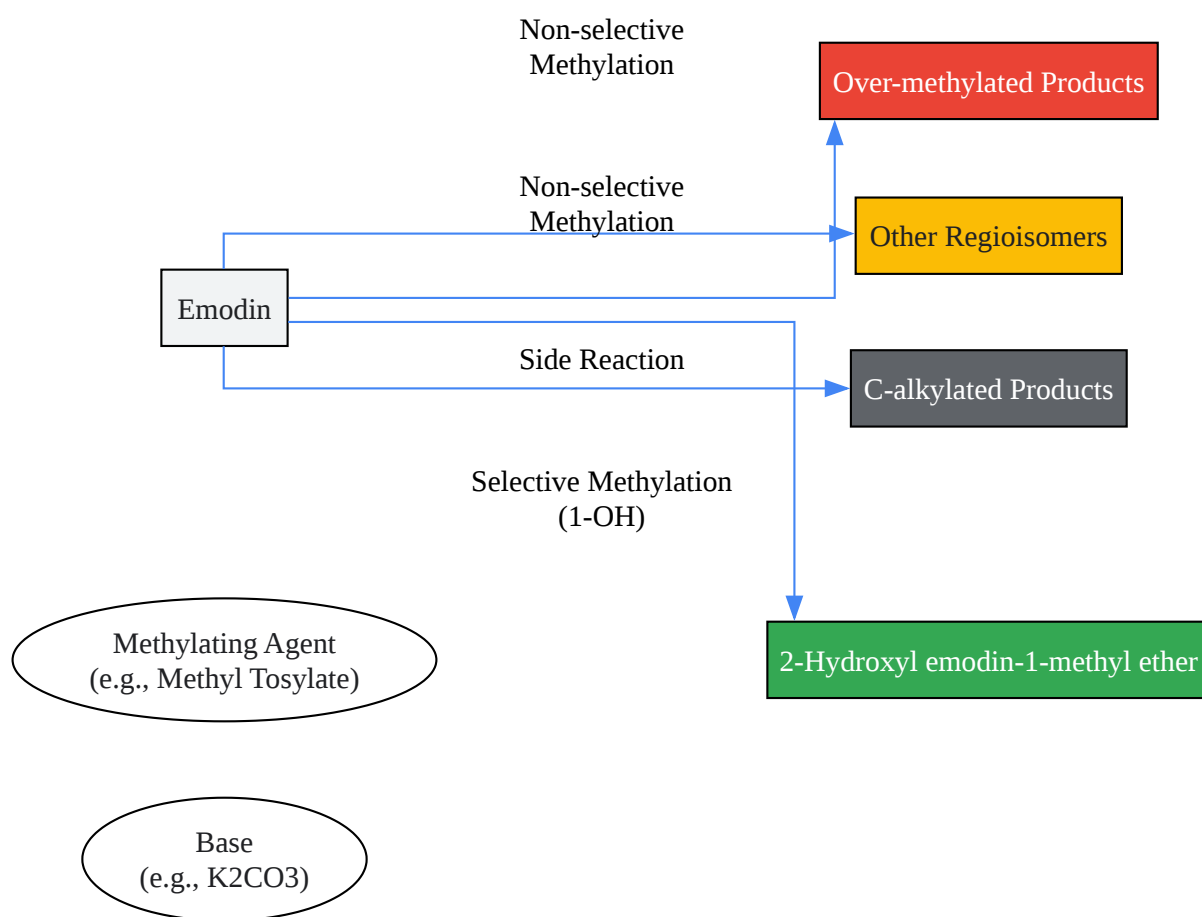 Non-selective
Methylation
Over-methylated Products
Non-selective
Methylation
Other Regioisomers
Emodin
Side Reaction
C-alkylated Products
Selective Methylation
(1-OH)
Methylating Agent
(e.g., Methyl Tosylate)
2-Hydroxyl emodin-1-methyl ether
Base
(e.g., K2CO3)